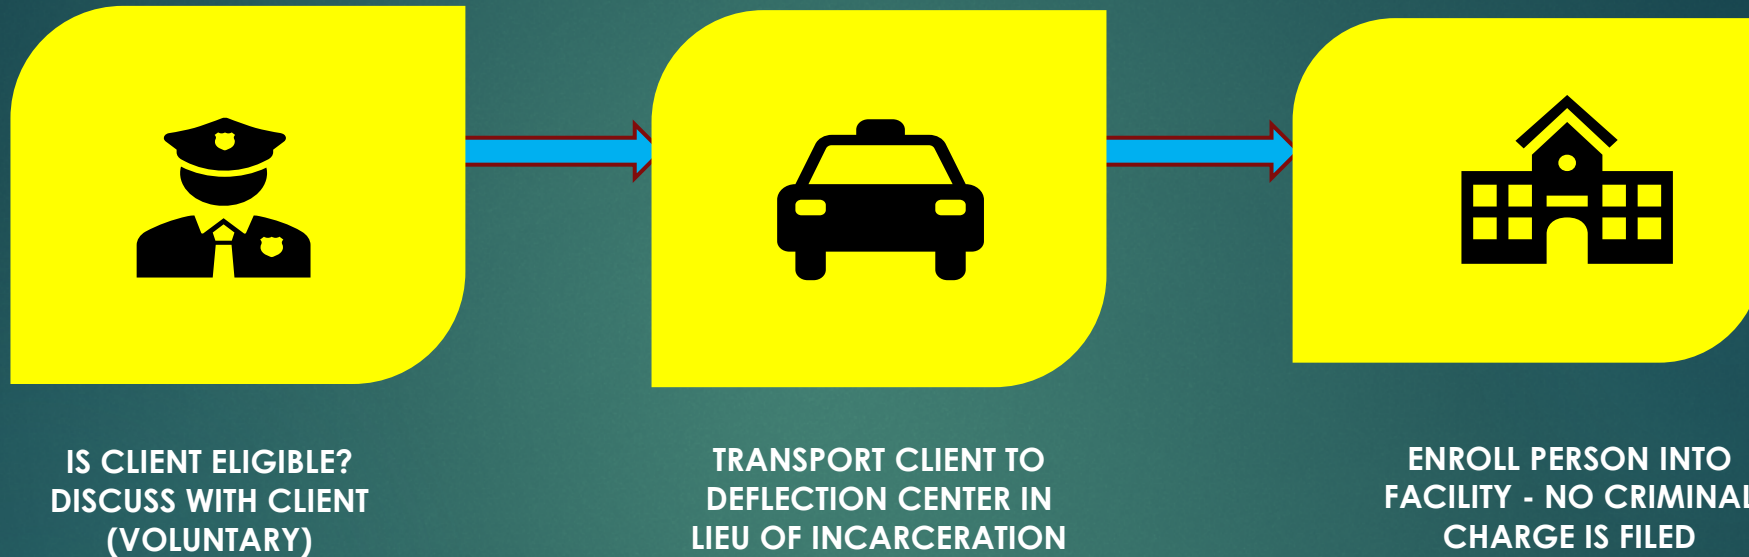 IS CLIENT ELIGIBLE?
DISCUSS WITH CLIENT
(VOLUNTARY)
TRANSPORT CLIENT TO
DEFLECTION CENTER IN
LIEU OF INCARCERATION
ENROLL PERSON INTO
FACILITY - NO CRIMINAL
CHARGE IS FILED